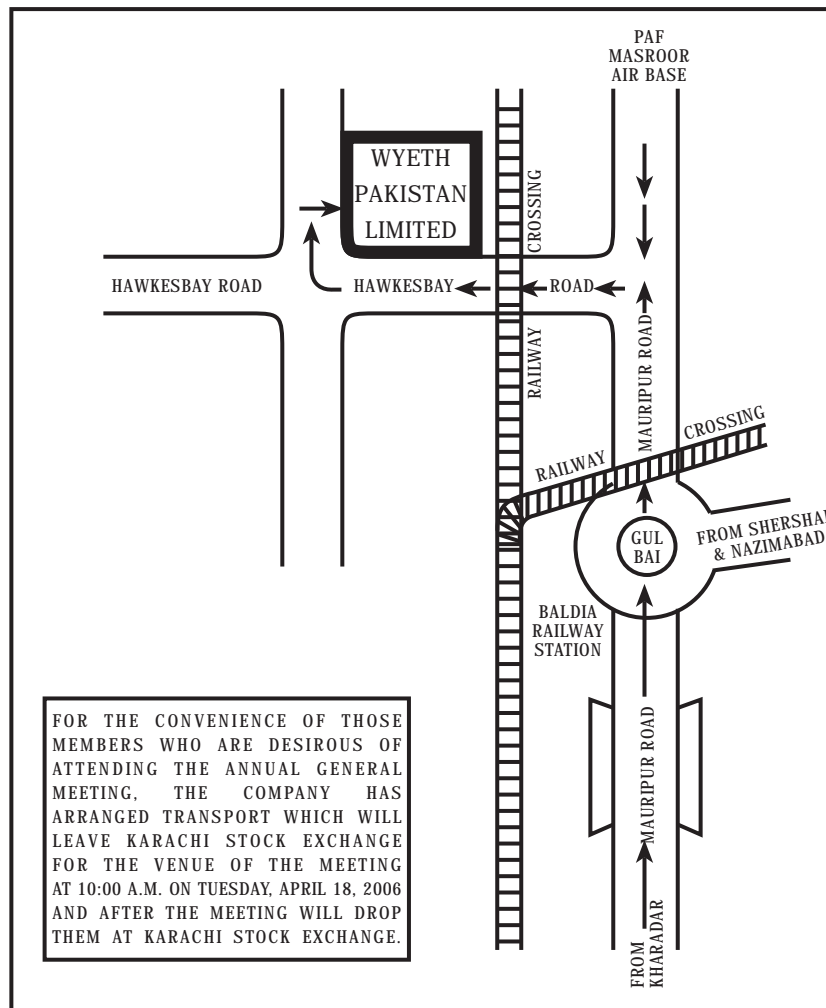 PAF
MASROOR
AIR BASE
WYETH
PAKISTAN
LIMITED
CROSSING
HAWKESBAY ROAD
HAWKESBAY
ROAD
RAILWAY
MAURIPUR ROAD
RAILWAY
CROSSING
GUL
BAI
FROM SHERSHAH
& NAZIMABAD
BALDIA
RAILWAY
STATION
MAURIPUR ROAD
FROM
KHARADAR
FOR THE CONVENIENCE OF THOSE
MEMBERS WHO ARE DESIROUS OF
ATTENDING THE ANNUAL GENERAL
MEETING, THE COMPANY HAS
ARRANGED TRANSPORT WHICH WILL
LEAVE KARACHI STOCK EXCHANGE
FOR THE VENUE OF THE MEETING
AT 10:00 A.M. ON TUESDAY, APRIL 18, 2006
AND AFTER THE MEETING WILL DROP
THEM AT KARACHI STOCK EXCHANGE.